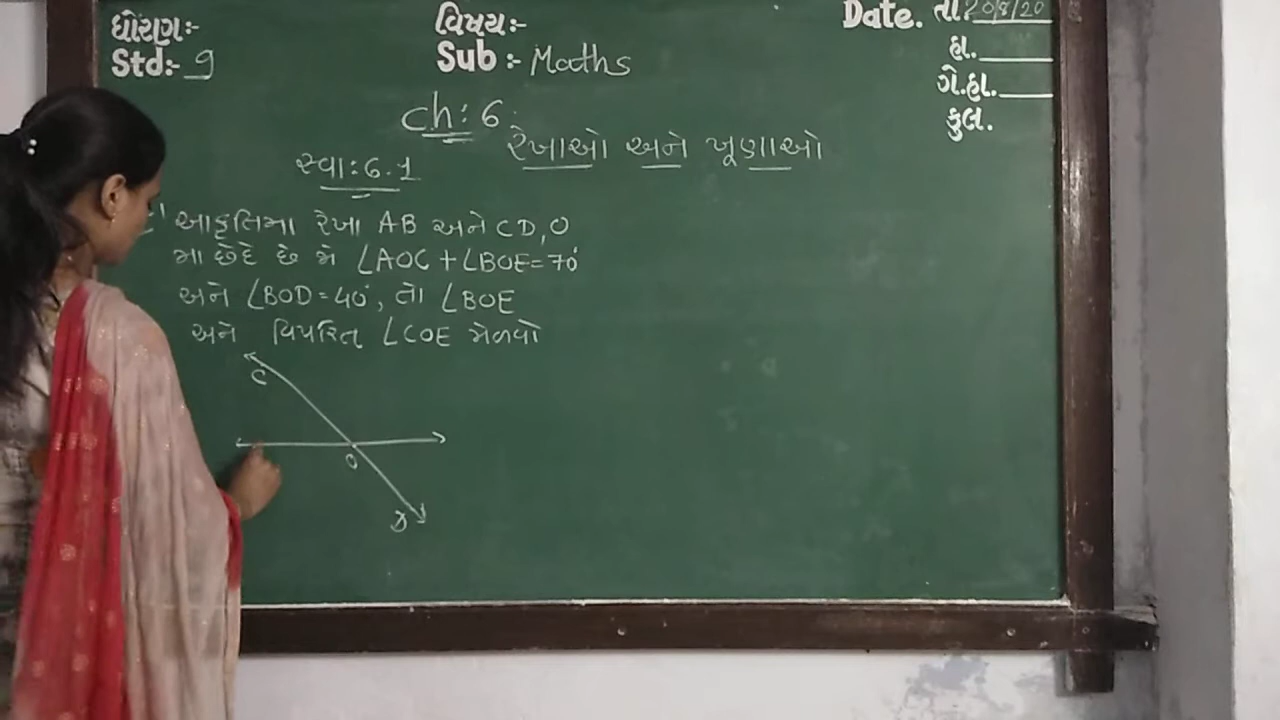 ધોરણઃ-
Std:- 9
વિષયઃ-
Sub :- Maths
Date. તા. 20/8/20
હા.
ગે.હા.
કુલ.
ch: 6
રેખાઓ અને ખૂણાઓ
સ્વા: 6.1
આકૃતિમા રેખા AB અને CD, O
મા છેદે છે જો ∠AOC + ∠BOE = 70°
અને ∠BOD = 40°, તો ∠BOE
અને વિપરિત ∠COE મેળવો
C
O
D